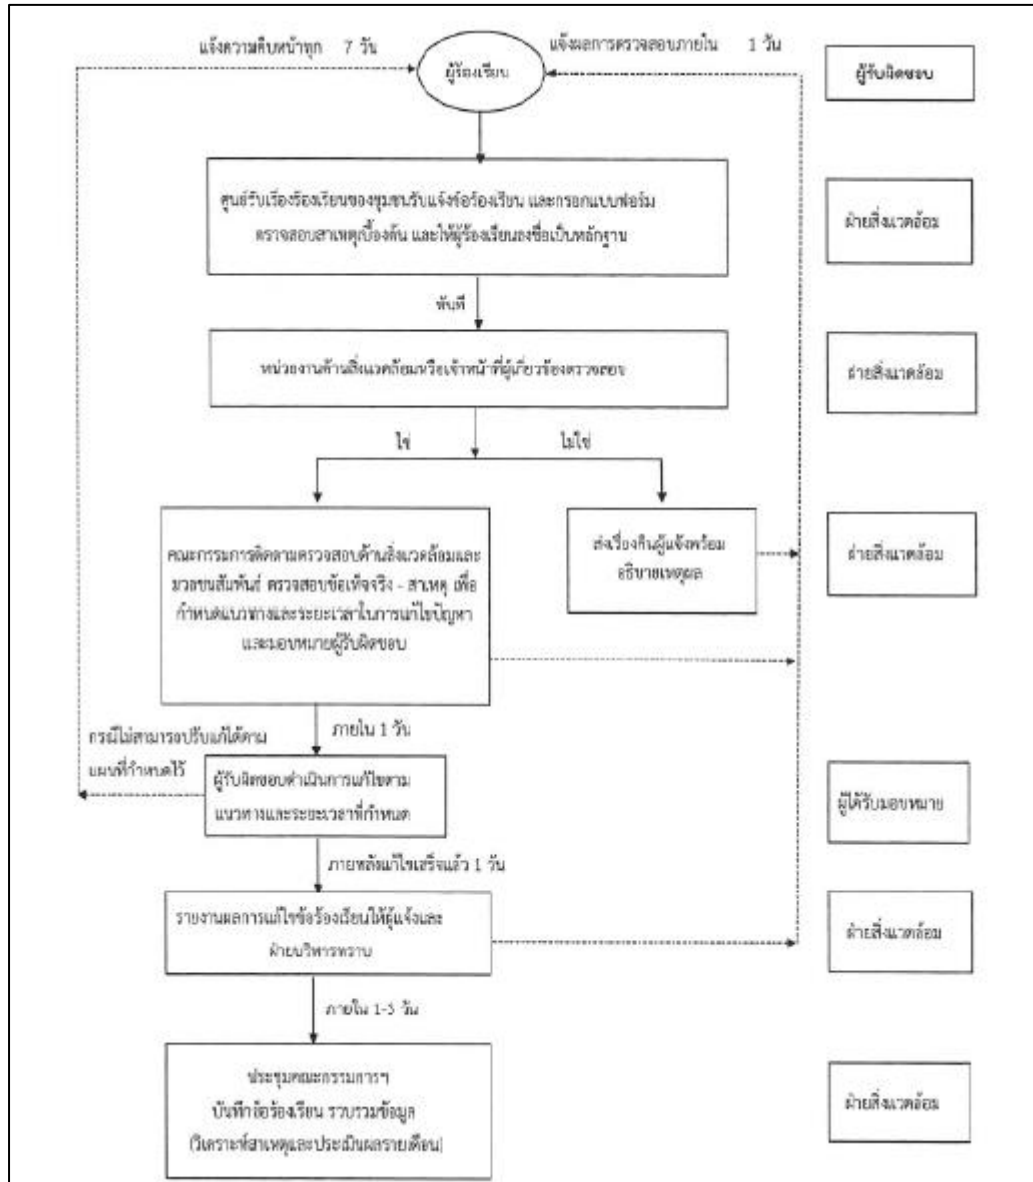 แจ้งความคืบหน้าทุก 7 วัน
แจ้งผลการตรวจสอบภายใน 1 วัน
ผู้ร้องเรียน
ผู้รับผิดชอบ
ศูนย์รับเรื่องร้องเรียนของชุมชนรับแจ้งข้อร้องเรียน และกรอกแบบฟอร์ม
ตรวจสอบสาเหตุเบื้องต้น และให้ผู้ร้องเรียนลงชื่อเป็นหลักฐาน
ฝ่ายสิ่งแวดล้อม
ทันที
หน่วยงานด้านสิ่งแวดล้อมหรือเจ้าหน้าที่ผู้เกี่ยวข้องตรวจสอบ
ฝ่ายสิ่งแวดล้อม
ใช่
ไม่ใช่
คณะกรรมการติดตามตรวจสอบด้านสิ่งแวดล้อมและ
มวลชนสัมพันธ์ ตรวจสอบข้อเท็จจริง - สาเหตุ เพื่อ
กำหนดแนวทางและระยะเวลาในการแก้ไขปัญหา
และมอบหมายผู้รับผิดชอบ
ส่งเรื่องคืนผู้แจ้งพร้อม
อธิบายเหตุผล
ฝ่ายสิ่งแวดล้อม
ภายใน 1 วัน
กรณีไม่สามารถปรับแก้ได้ตาม
แผนที่กำหนดไว้
ผู้รับผิดชอบดำเนินการแก้ไขตาม
แนวทางและระยะเวลาที่กำหนด
ผู้ได้รับมอบหมาย
ภายหลังแก้ไขเสร็จแล้ว 1 วัน
รายงานผลการแก้ไขข้อร้องเรียนให้ผู้แจ้งและ
ฝ่ายบริหารทราบ
ฝ่ายสิ่งแวดล้อม
ภายใน 1-5 วัน
ประชุมคณะกรรมการฯ
บันทึกข้อร้องเรียน รวบรวมข้อมูล
(วิเคราะห์สาเหตุและประเมินผลรายเดือน)
ฝ่ายสิ่งแวดล้อม